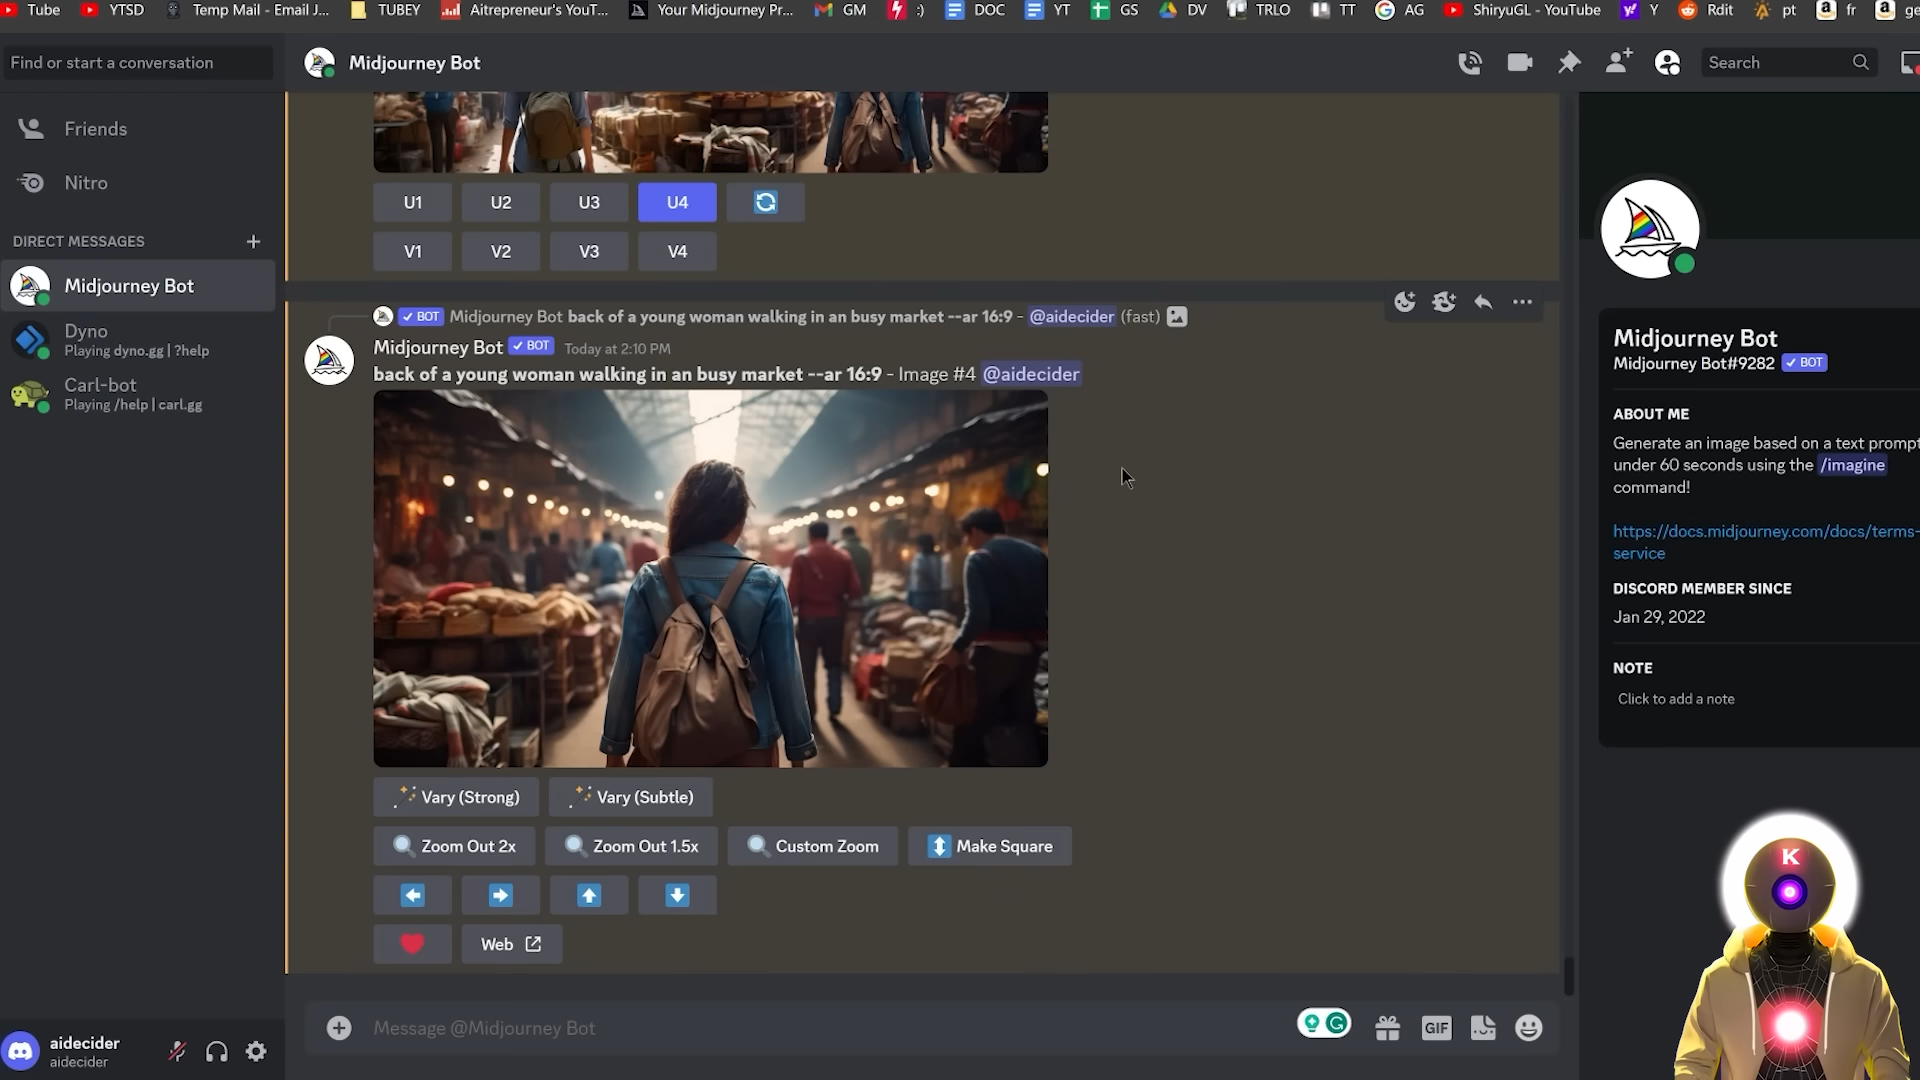 Tube
YTSD
Temp Mail - Email J...
TUBEY
Aitrepreneur's YouT...
Your Midjourney Pr...
GM
:)
DOC
YT
GS
DV
TRLO
TT
AG
ShiryuGL - YouTube
Y
Rdit
pt
fr
ge
Find or start a conversation
Midjourney Bot
Search
Friends
Nitro
DIRECT MESSAGES
Midjourney Bot
Dyno
Playing dyno.gg | ?help
Carl-bot
Playing /help | carl.gg
U1 U2 U3 U4
V1 V2 V3 V4
BOT Midjourney Bot back of a young woman walking in an busy market --ar 16:9 - @aidecider (fast)
Midjourney Bot BOT Today at 2:10 PM
back of a young woman walking in an busy market --ar 16:9 - Image #4 @aidecider
Vary (Strong) Vary (Subtle)
Zoom Out 2x Zoom Out 1.5x Custom Zoom Make Square
Web
Message @Midjourney Bot
GIF
Midjourney Bot
Midjourney Bot#9282 BOT
ABOUT ME
Generate an image based on a text prompt
under 60 seconds using the /imagine
command!
https://docs.midjourney.com/docs/terms-
service
DISCORD MEMBER SINCE
Jan 29, 2022
NOTE
Click to add a note
K
aidecider
aidecider